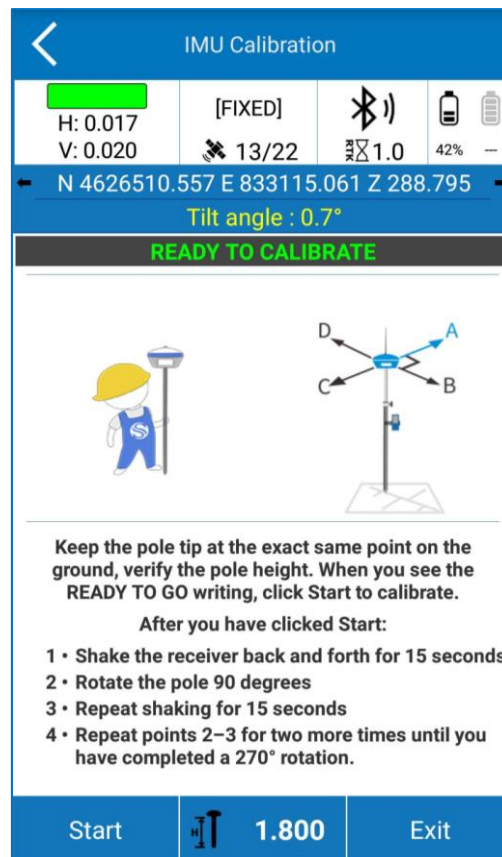 IMU Calibration
H: 0.017
V: 0.020
[FIXED]
13/22
RTK 1.0
42%
---
N 4626510.557 E 833115.061 Z 288.795
Tilt angle : 0.7°
READY TO CALIBRATE
D
A
C
B
S
Keep the pole tip at the exact same point on the
ground, verify the pole height. When you see the
READY TO GO writing, click Start to calibrate.
After you have clicked Start:
1 • Shake the receiver back and forth for 15 seconds
2 • Rotate the pole 90 degrees
3 • Repeat shaking for 15 seconds
4 • Repeat points 2–3 for two more times until you
have completed a 270° rotation.
Start
H
1.800
Exit